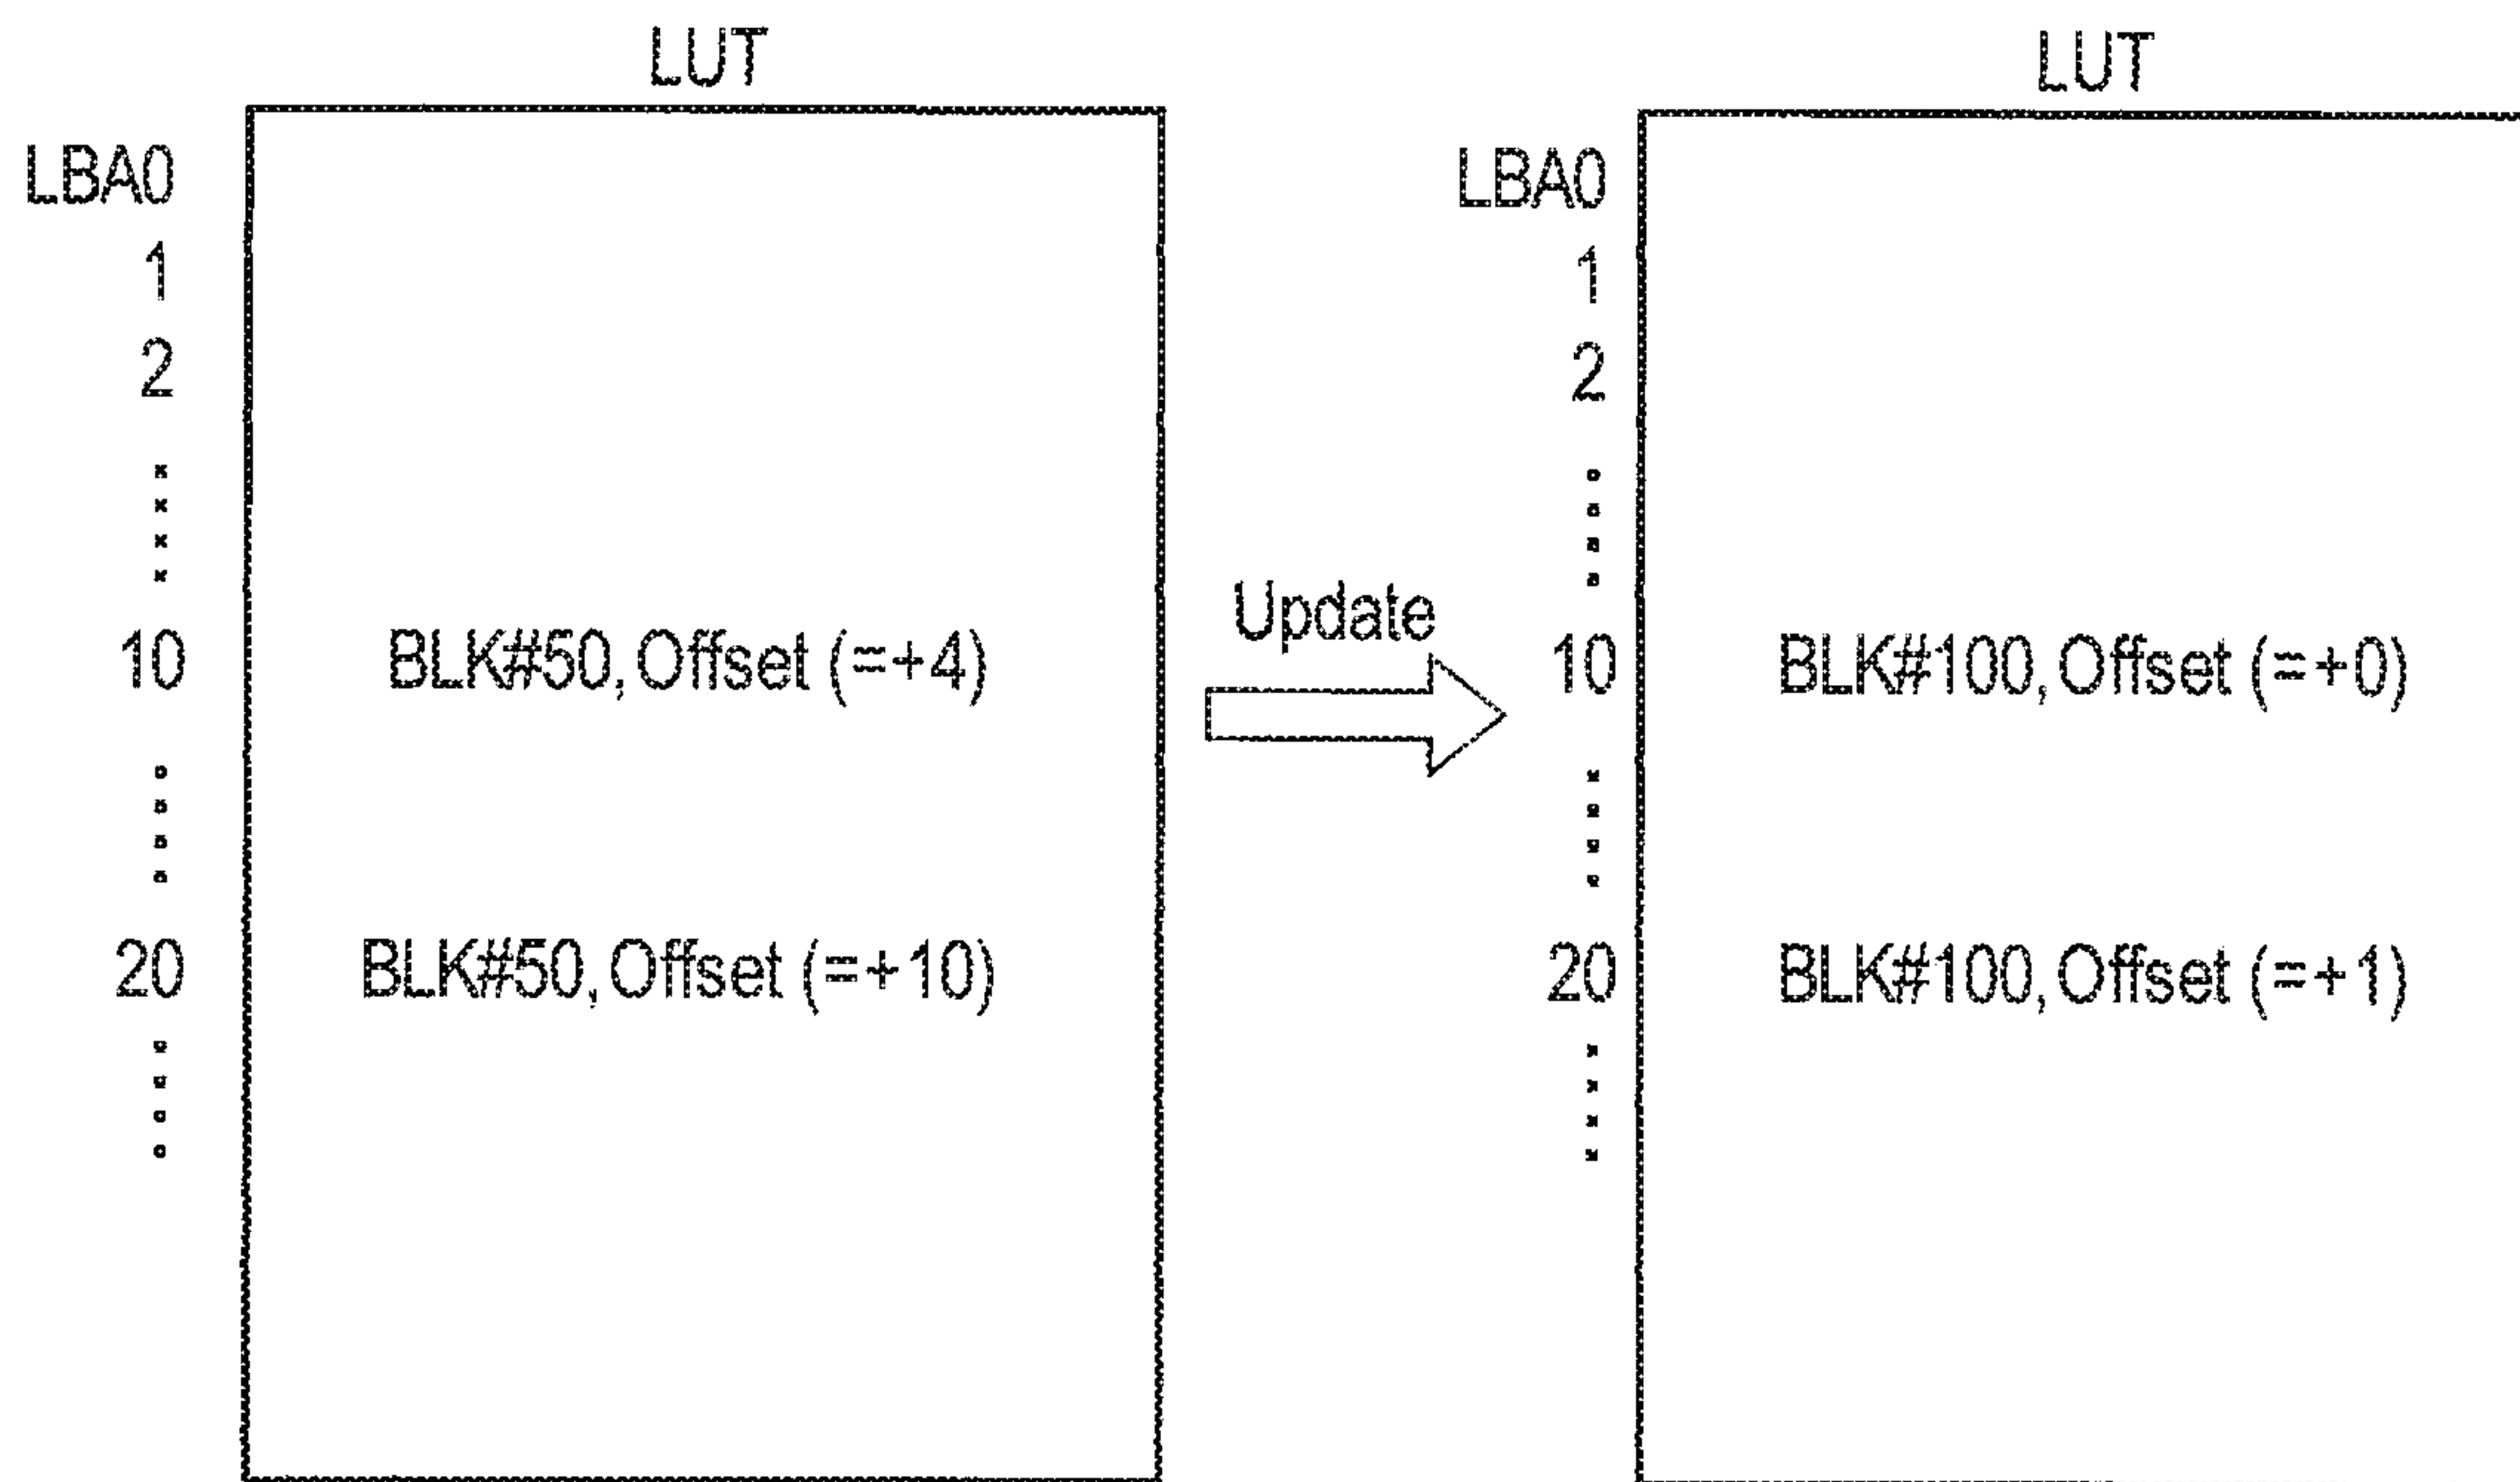 LUT
LBA0
1
2
10 BLK#50, Offset (=+4)
20 BLK#50, Offset (=+10)
Update
LUT
LBA0
1
2
10 BLK#100, Offset (=+0)
20 BLK#100, Offset (=+1)